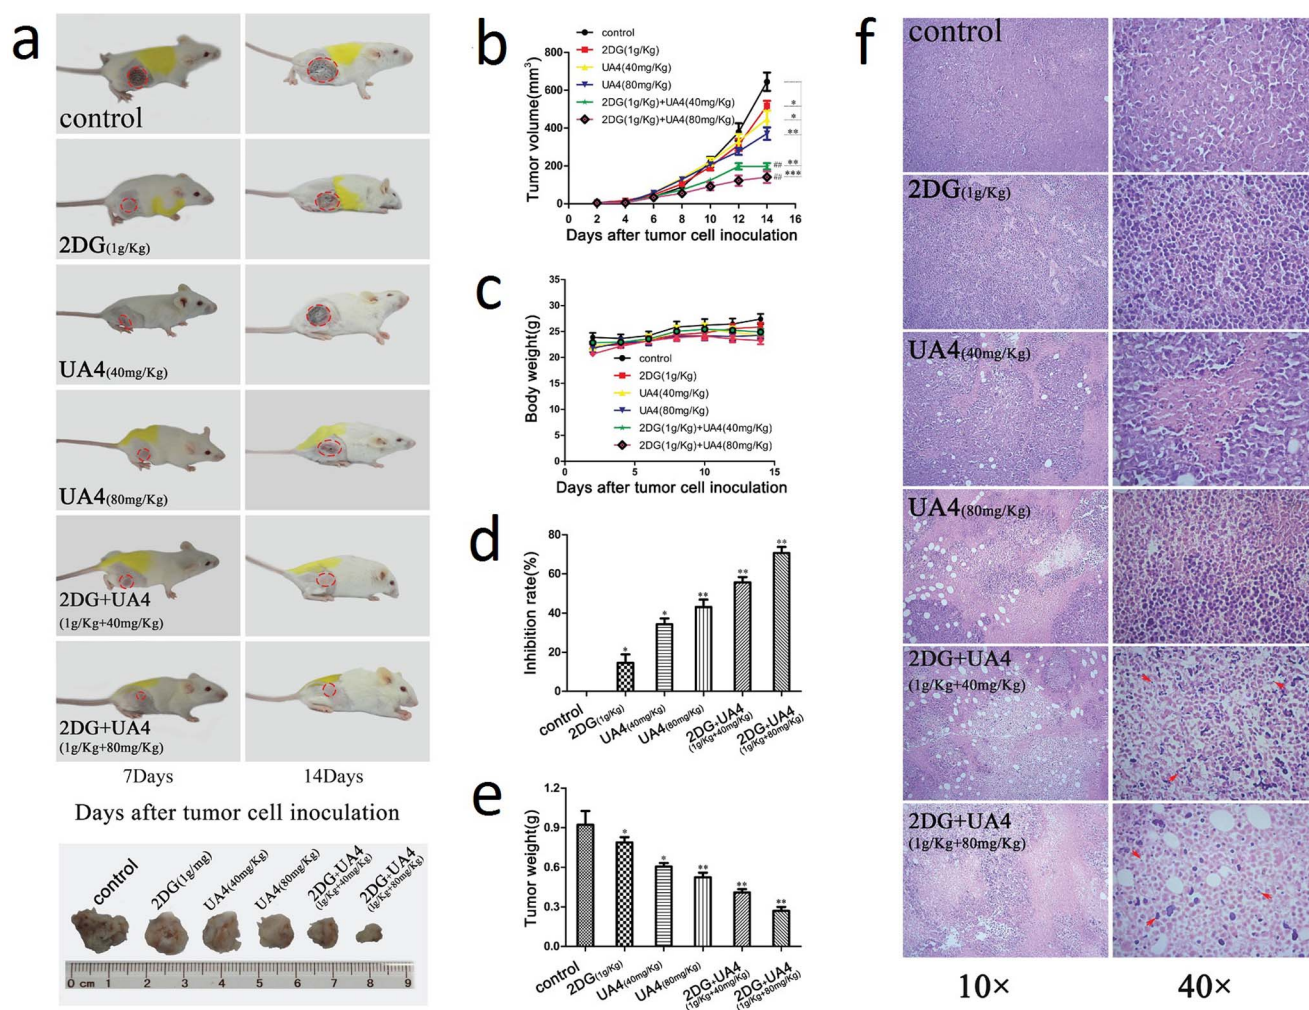 a
control
2DG(1g/Kg)
UA4(40mg/Kg)
UA4(80mg/Kg)
2DG+UA4
(1g/Kg+40mg/Kg)
2DG+UA4
(1g/Kg+80mg/Kg)
7Days
14Days
Days after tumor cell inoculation
control
2DG(1g/mg)
UA4(40mg/Kg)
UA4(80mg/Kg)
2DG+UA4
(1g/Kg+40mg/Kg)
2DG+UA4
(1g/Kg+80mg/Kg)
0 cm 1 2 3 4 5 6 7 8 9
b
Tumor volume(mm3)
800
600
400
200
0
0 2 4 6 8 10 12 14 16
Days after tumor cell inoculation
control
2DG(1g/Kg)
UA4(40mg/Kg)
UA4(80mg/Kg)
2DG(1g/Kg)+UA4(40mg/Kg)
2DG(1g/Kg)+UA4(80mg/Kg)
*
*
**
## **
## ***
c
Body weight(g)
35
30
25
20
15
10
5
0
0 5 10 15
Days after tumor cell inoculation
control
2DG(1g/Kg)
UA4(40mg/Kg)
UA4(80mg/Kg)
2DG(1g/Kg)+UA4(40mg/Kg)
2DG(1g/Kg)+UA4(80mg/Kg)
d
Inhibition rate(%)
80
60
40
20
0
*
*
**
**
**
control
2DG(1g/Kg)
UA4(40mg/Kg)
UA4(80mg/Kg)
2DG+UA4
(1g/Kg+40mg/Kg)
2DG+UA4
(1g/Kg+80mg/Kg)
e
Tumor weight(g)
1.2
0.9
0.6
0.3
0.0
*
*
**
**
**
control
2DG(1g/Kg)
UA4(40mg/Kg)
UA4(80mg/Kg)
2DG+UA4
(1g/Kg+40mg/Kg)
2DG+UA4
(1g/Kg+80mg/Kg)
f
control
2DG(1g/Kg)
UA4(40mg/Kg)
UA4(80mg/Kg)
2DG+UA4
(1g/Kg+40mg/Kg)
2DG+UA4
(1g/Kg+80mg/Kg)
10×
40×